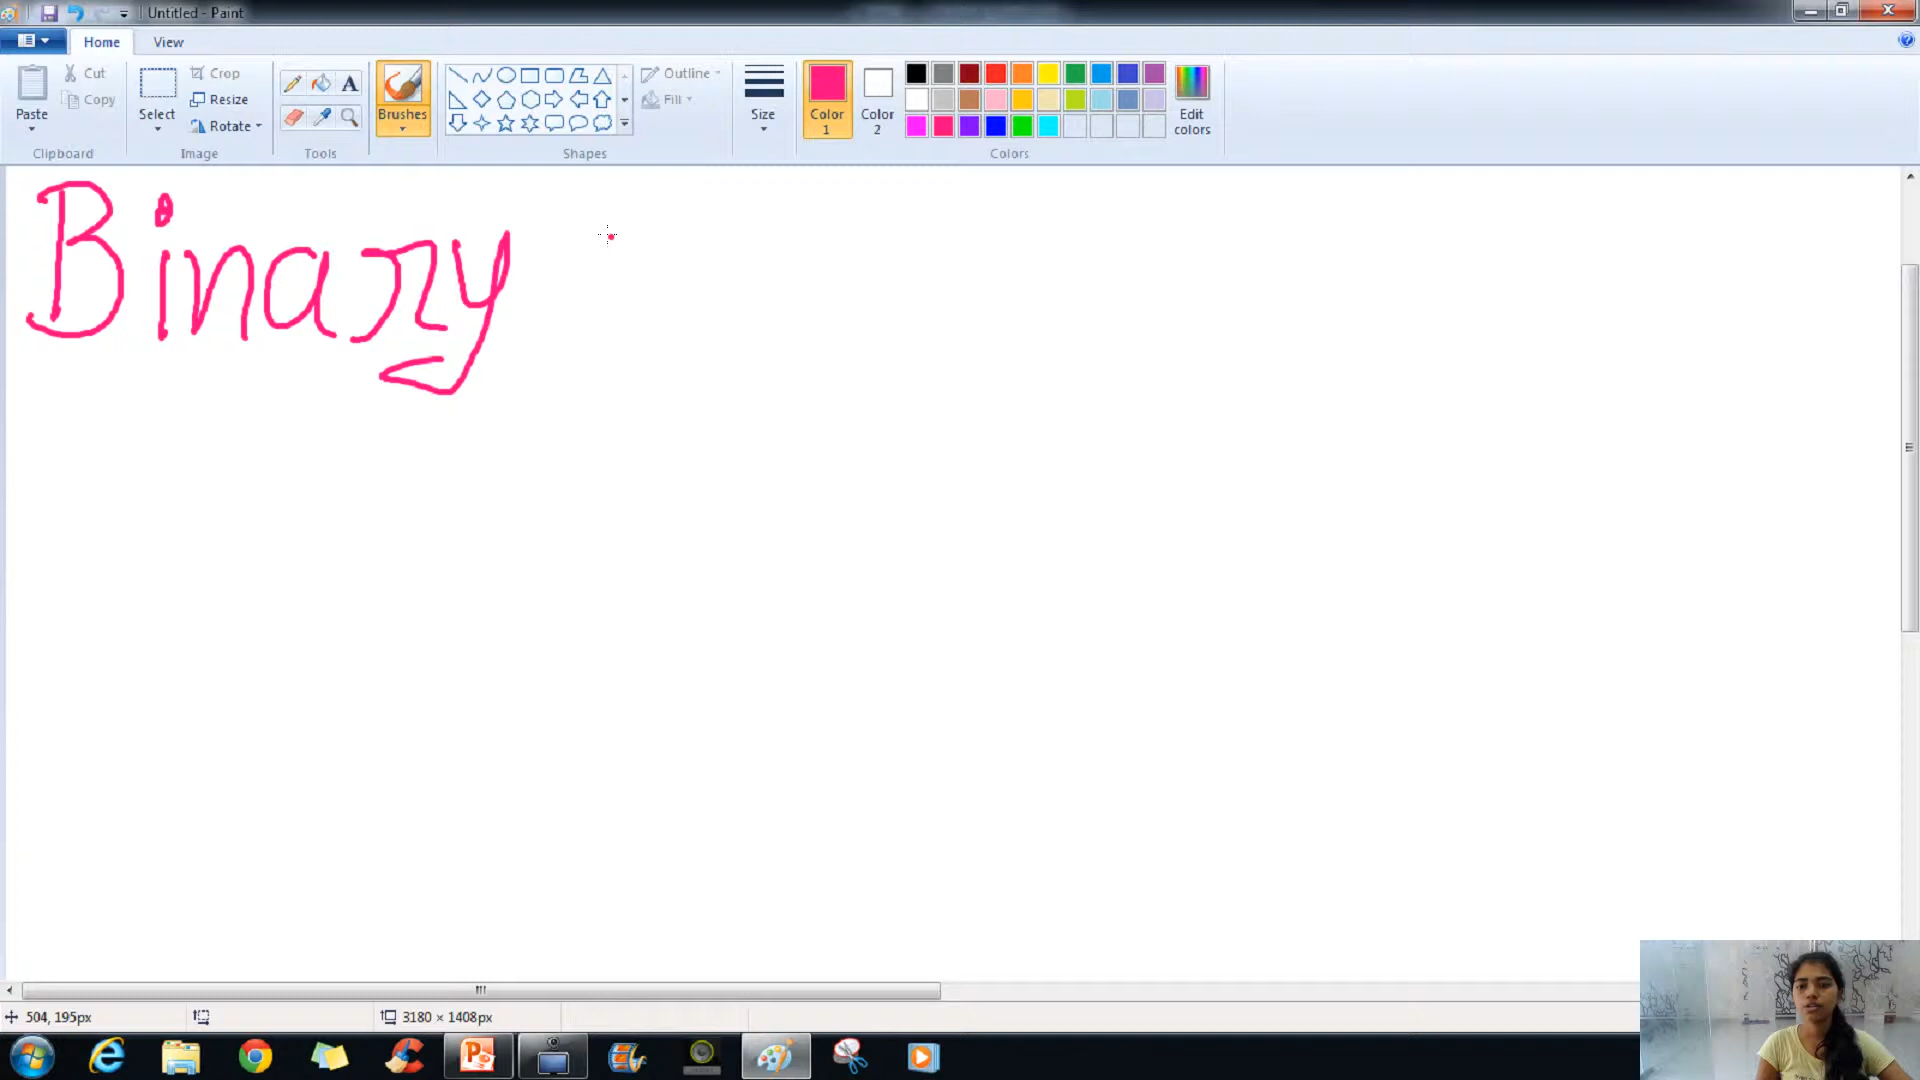 Untitled - Paint
Home View
Paste
Cut
Copy
Clipboard
Select
Crop
Resize
Rotate
Image
Tools
Brushes
Shapes
Outline
Fill
Size
Color 1
Color 2
Edit colors
Colors
Binary
504, 195px
3180 × 1408px